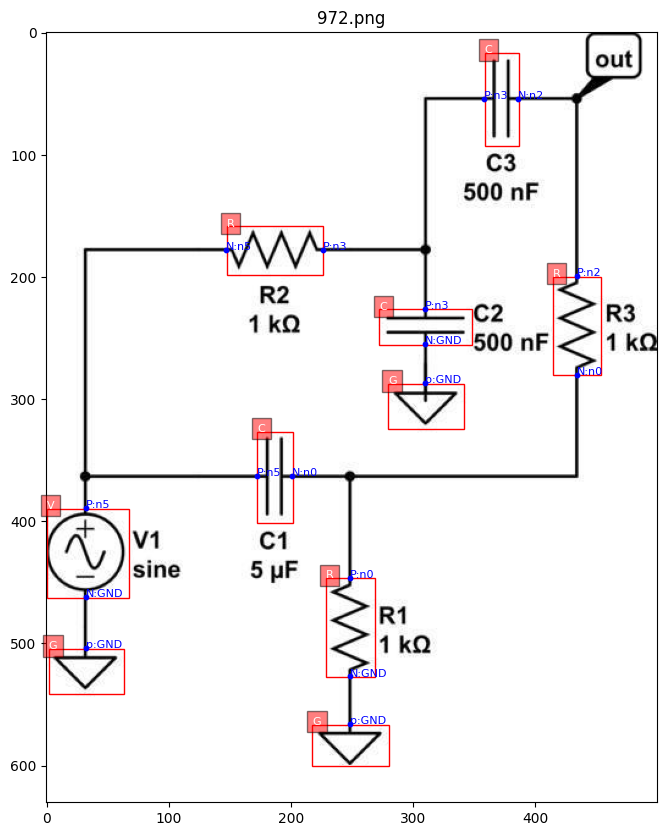 972.png
0
100
200
300
400
500
600
0
100
200
300
400
out
C
P:n3
N:n2
C3
500 nF
R
N:n5
P:n3
R2
1 kΩ
C
P:n3
N:GND
C2
500 nF
R
P:n2
N:n0
R3
1 kΩ
G
p:GND
C
P:n5
N:n0
C1
5 µF
V
P:n5
N:GND
V1
sine
R
P:n0
N:GND
R1
1 kΩ
G
p:GND
G
p:GND